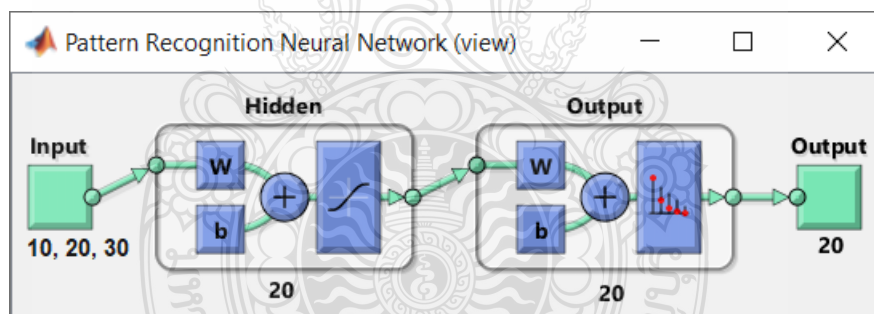 Pattern Recognition Neural Network (view)
Hidden
Output
Input
Output
W
W
b
b
10, 20, 30
20
20
20